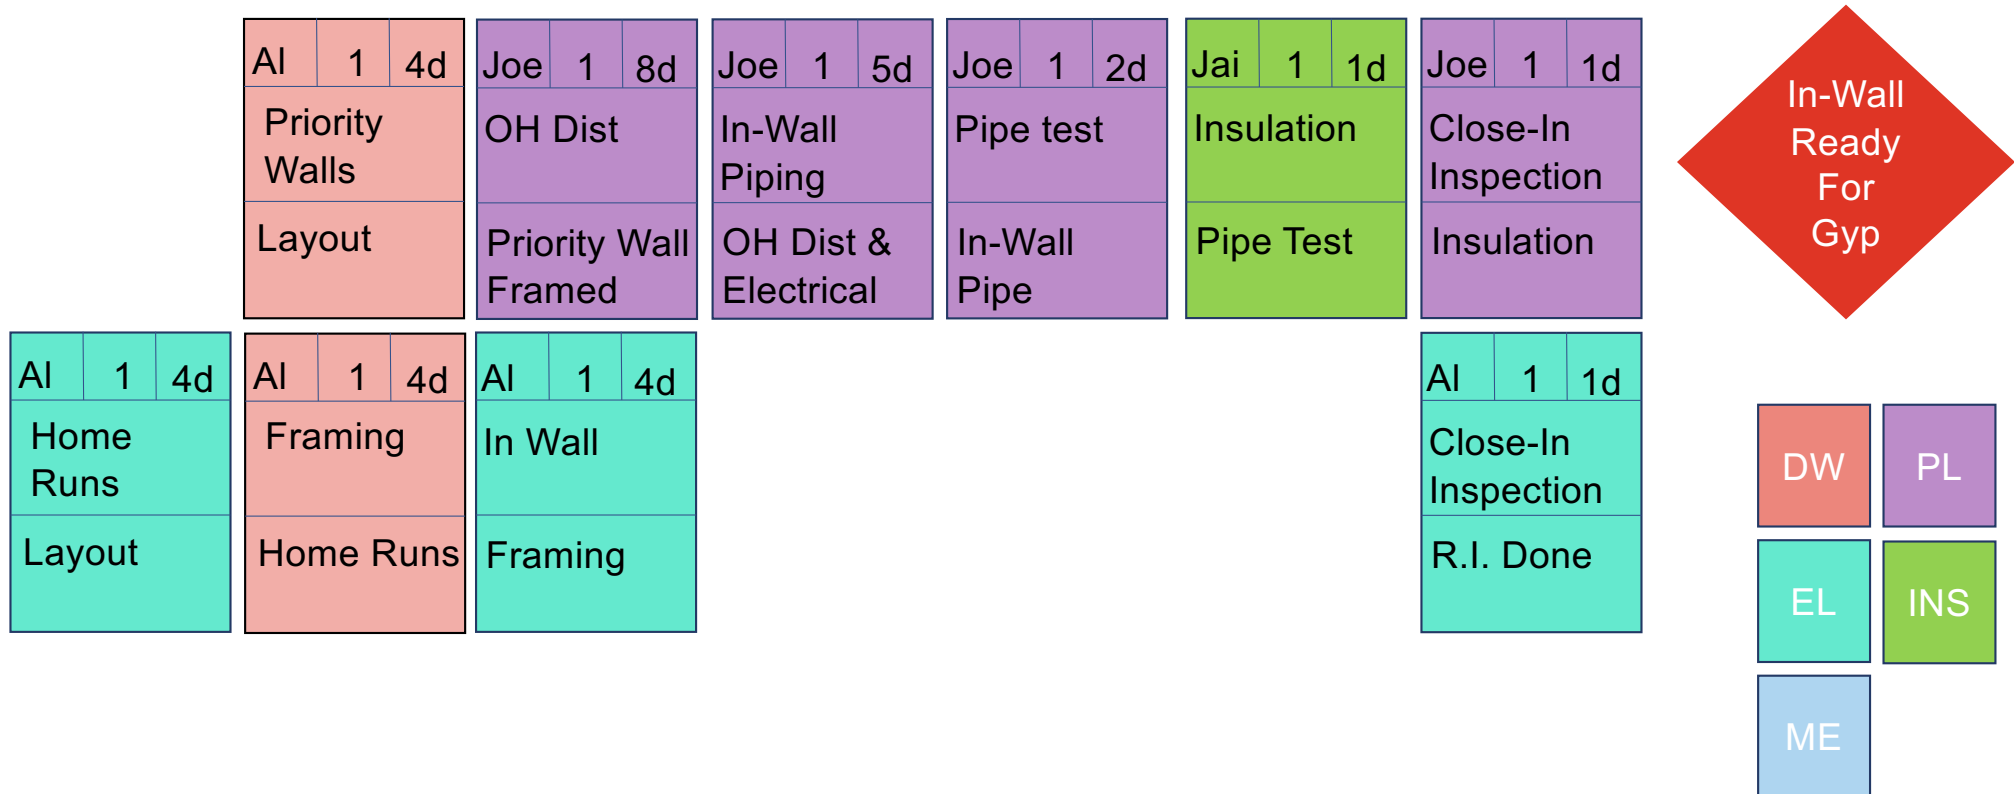 Al 1 4d
Priority
Walls
Layout
Joe 1 8d
OH Dist
Priority Wall
Framed
Joe 1 5d
In-Wall
Piping
OH Dist &
Electrical
Joe 1 2d
Pipe test
In-Wall
Pipe
Jai 1 1d
Insulation
Pipe Test
Joe 1 1d
Close-In
Inspection
Insulation
In-Wall
Ready
For
Gyp
Al 1 4d
Home
Runs
Layout
Al 1 4d
Framing
Home Runs
Al 1 4d
In Wall
Framing
Al 1 1d
Close-In
Inspection
R.I. Done
DW
PL
EL
INS
ME